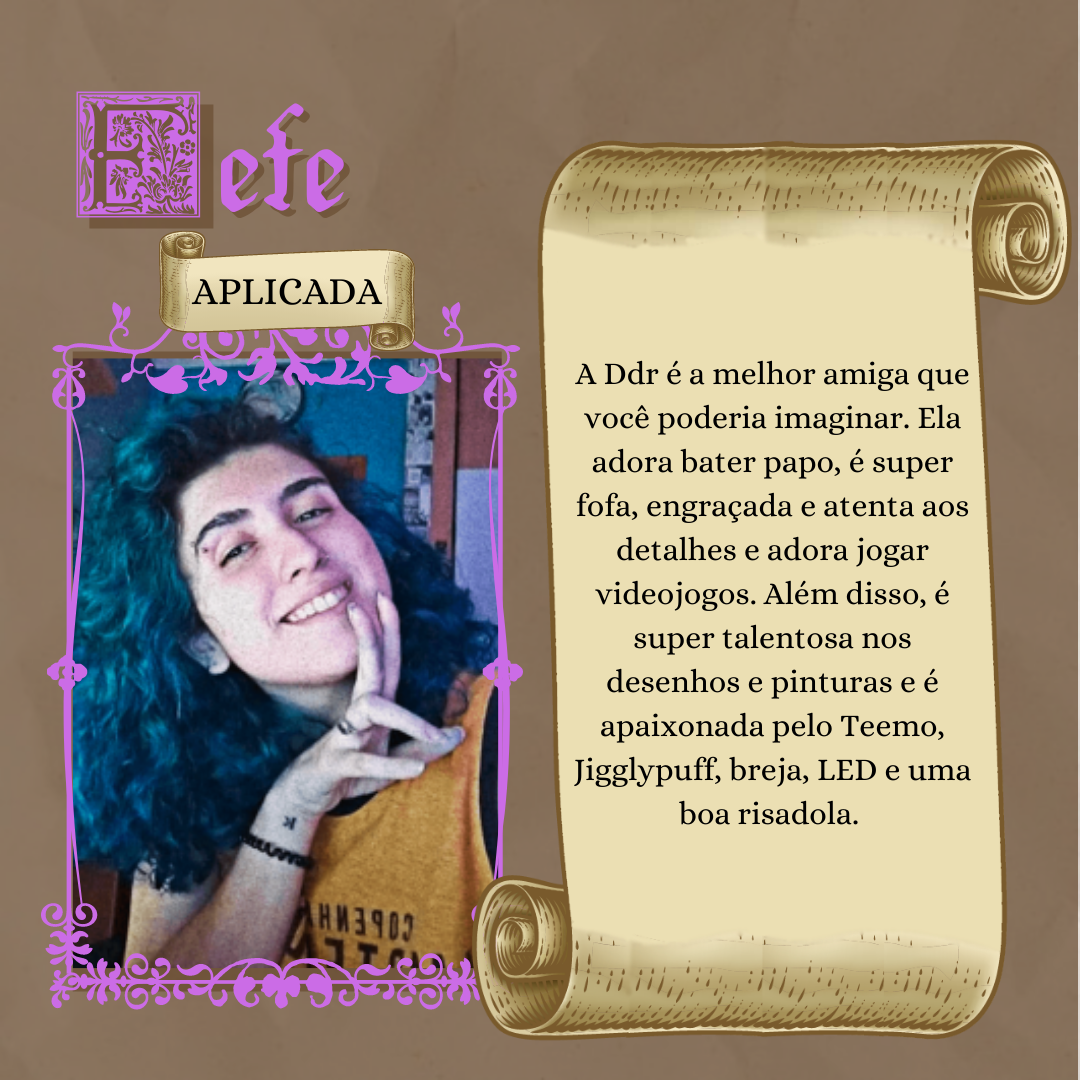 Eefe
APLICADA
A Ddr é a melhor amiga que
você poderia imaginar. Ela
adora bater papo, é super
fofa, engraçada e atenta aos
detalhes e adora jogar
videojogos. Além disso, é
super talentosa nos
desenhos e pinturas e é
apaixonada pelo Teemo,
Jigglypuff, breja, LED e uma
boa risadola.
COPENH